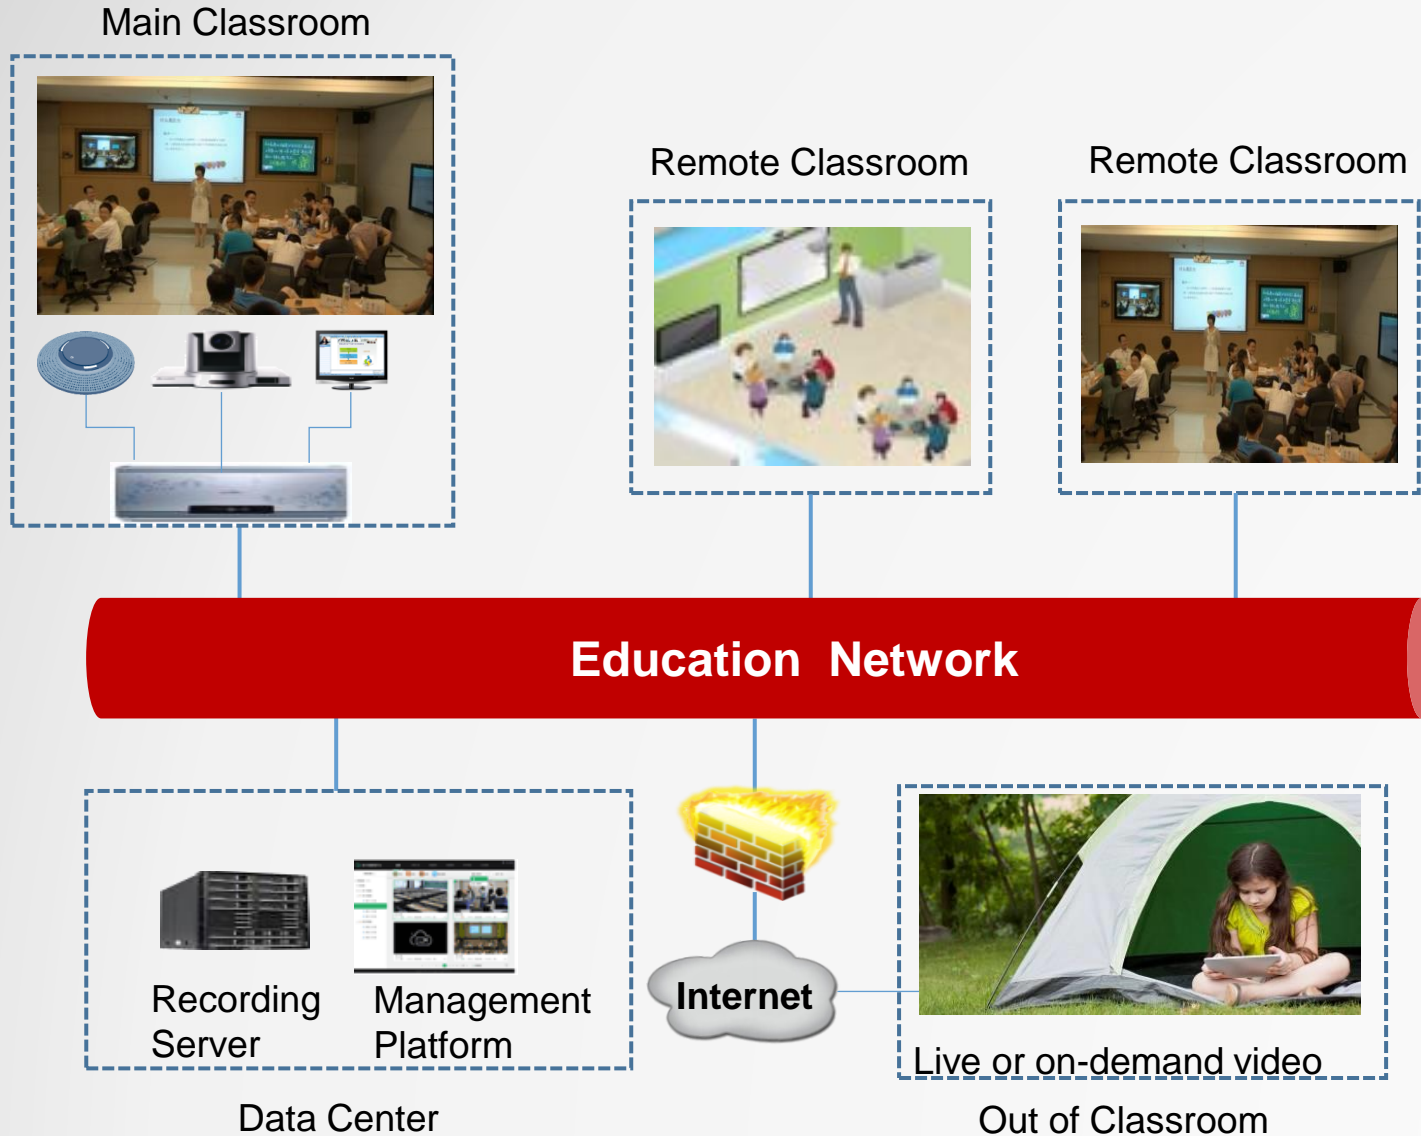 Main Classroom
Remote Classroom
Remote Classroom
Education Network
Internet
Recording
Server
Management
Platform
Live or on-demand video
Data Center
Out of Classroom